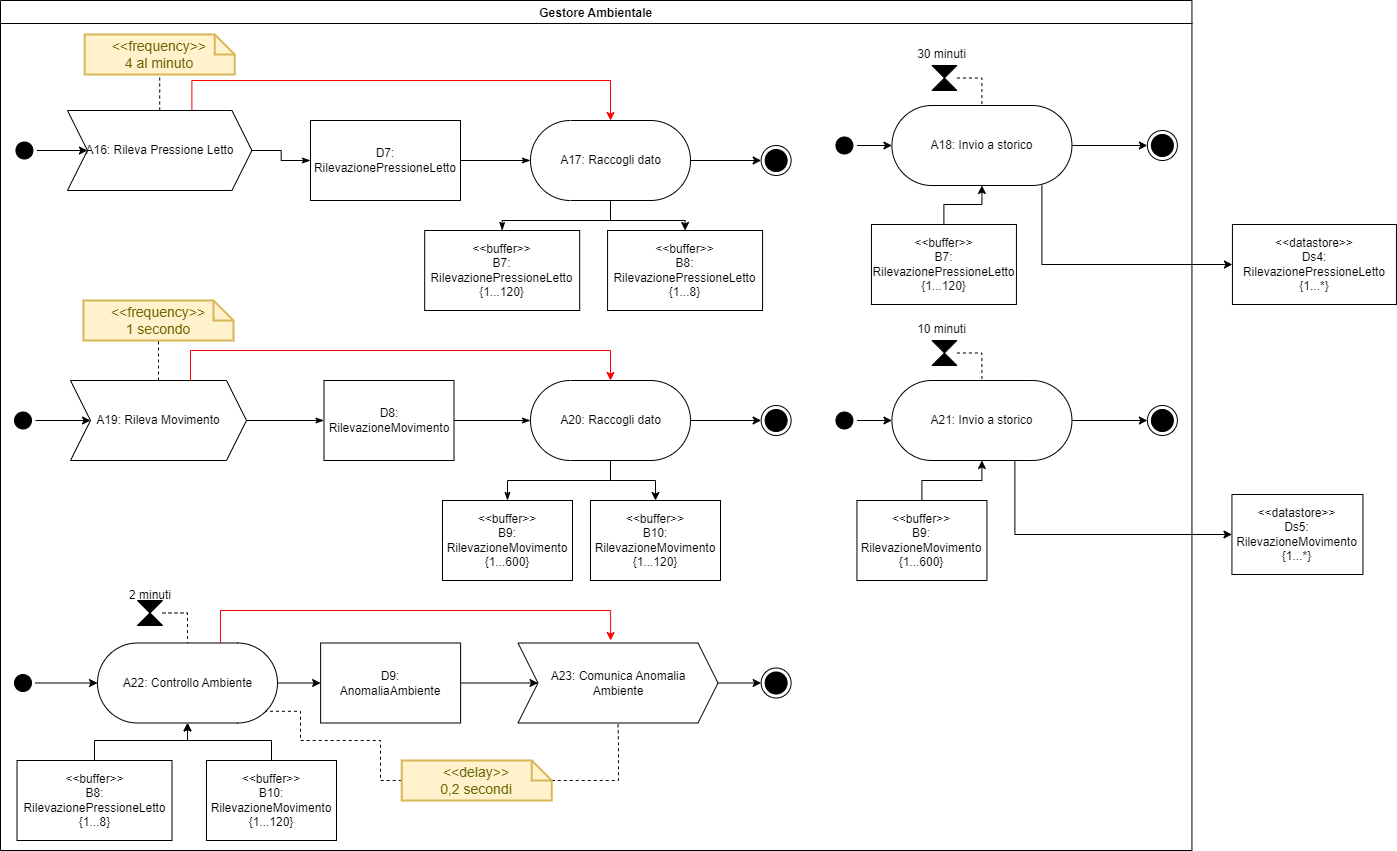 Gestore Ambientale
<<frequency>>
4 al minuto
A16: Rileva Pressione Letto
D7:
RilevazionePressioneLetto
A17: Raccogli dato
<<buffer>>
B7:
RilevazionePressioneLetto
{1...120}
<<buffer>>
B8:
RilevazionePressioneLetto
{1...8}
30 minuti
A18: Invio a storico
<<buffer>>
B7:
RilevazionePressioneLetto
{1...120}
<<datastore>>
Ds4:
RilevazionePressioneLetto
{1...*}
<<frequency>>
1 secondo
A19: Rileva Movimento
D8:
RilevazioneMovimento
A20: Raccogli dato
<<buffer>>
B9:
RilevazioneMovimento
{1...600}
<<buffer>>
B10:
RilevazioneMovimento
{1...120}
10 minuti
A21: Invio a storico
<<buffer>>
B9:
RilevazioneMovimento
{1...600}
<<datastore>>
Ds5:
RilevazioneMovimento
{1...*}
2 minuti
A22: Controllo Ambiente
D9:
AnomaliaAmbiente
A23: Comunica Anomalia
Ambiente
<<buffer>>
B8:
RilevazionePressioneLetto
{1...8}
<<buffer>>
B10:
RilevazioneMovimento
{1...120}
<<delay>>
0,2 secondi